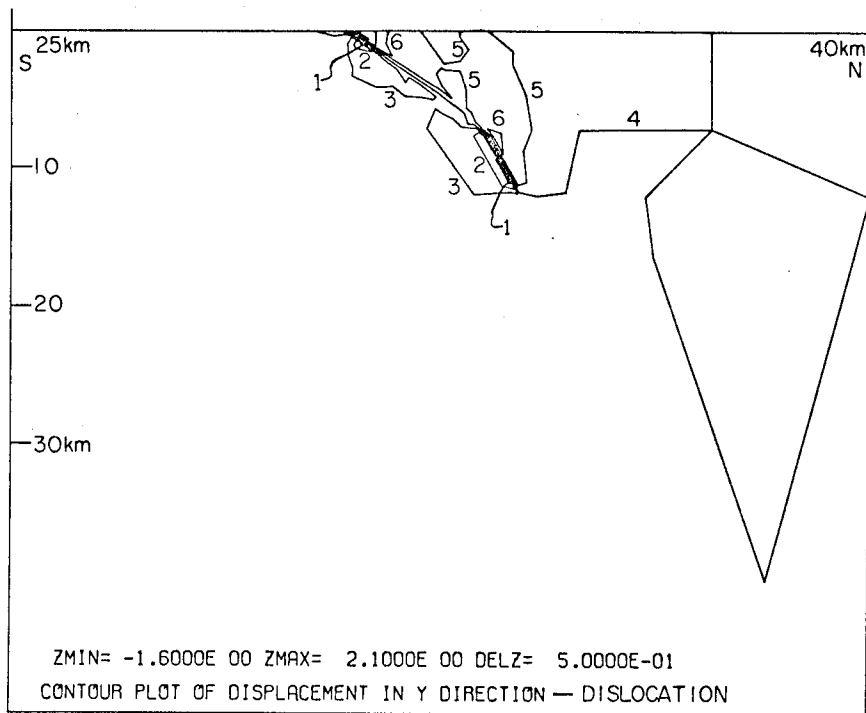 25km
6
5
40km
S
N
1
2
5
5
3
6
4
-10
2
3
1
-20
-30km
ZMIN= -1.6000E 00 ZMAX= 2.1000E 00 DELZ= 5.0000E-01
CONTOUR PLOT OF DISPLACEMENT IN Y DIRECTION — DISLOCATION